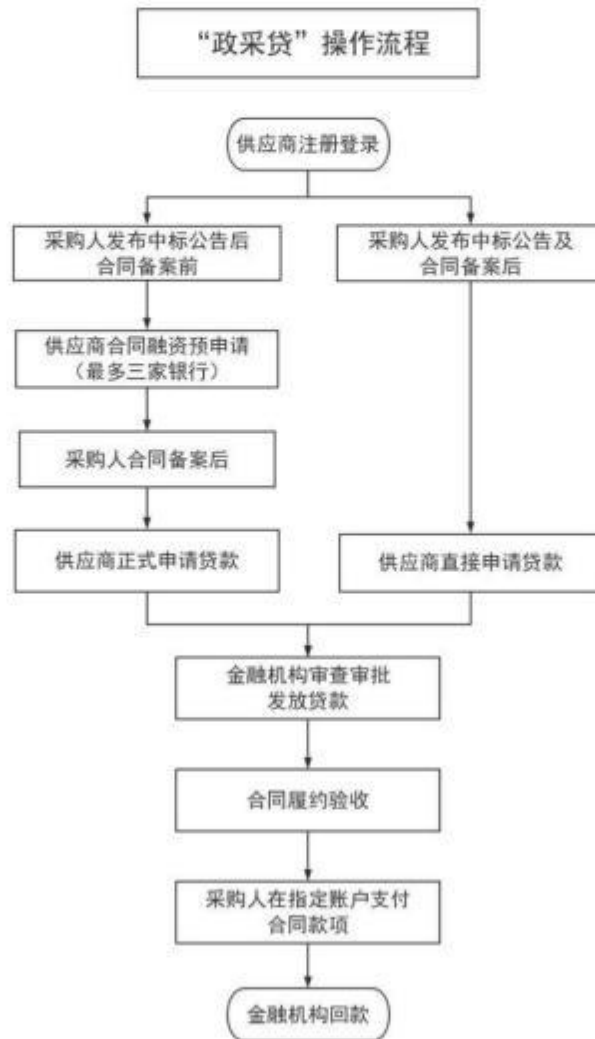 “政采贷”操作流程
供应商注册登录
采购人发布中标公告后
合同备案前
采购人发布中标公告及
合同备案后
供应商合同融资预申请
（最多三家银行）
采购人合同备案后
供应商正式申请贷款
供应商直接申请贷款
金融机构审查审批
发放贷款
合同履约验收
采购人在指定账户支付
合同款项
金融机构回款